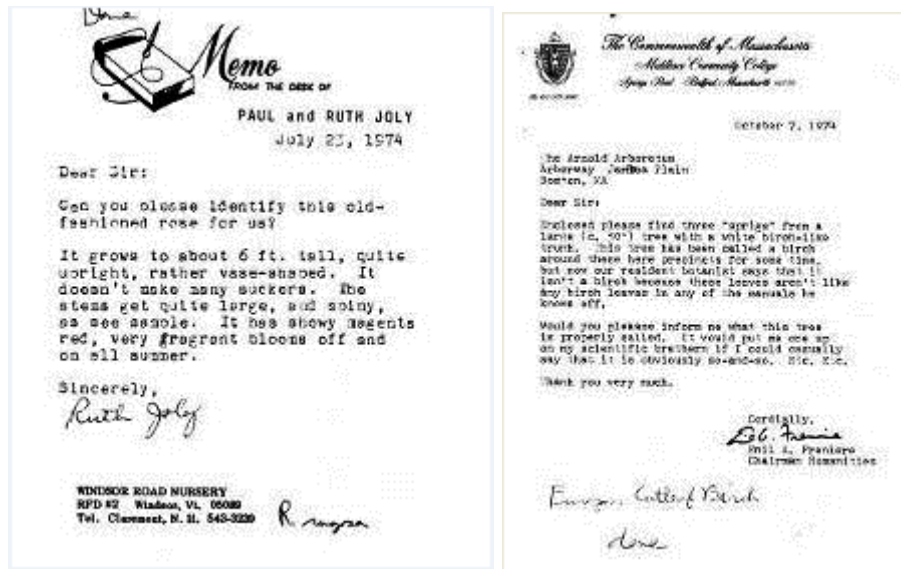 Done
Memo
FROM THE DESK OF
PAUL and RUTH JOLY
July 23, 1974
Dear Sir:
Can you please identify this old-
fashioned rose for us?
It grows to about 6 ft. tall, quite
upright, rather vase-shaped. It
doesn't make many suckers. The
stems get quite large, and spiny,
as see sample. It has showy magenta
red, very fragrant blooms off and
on all summer.
Sincerely,
Ruth Joly
WINDSOR ROAD NURSERY
RFD #2 Windsor, Vt. 05089
Tel. Claremont, N. H. 543-3239
R rugosa
The Commonwealth of Massachusetts
Middlesex Community College
Springs Road Bedford, Massachusetts
October 7, 1974
The Arnold Arboretum
Arborway Jamaica Plain
Boston, MA
Dear Sir:
Enclosed please find three "sprigs" from a
large (c. 50') tree with a white birch-like
trunk. This tree has been called a birch
around these here precincts for some time,
but now our resident botanist says that it
isn't a birch because these leaves aren't like
any birch leaves in any of the manuals he
knows of.
Would you please inform me what this tree
is properly called. It would put me one up
on my scientific brethern if I could casually
say that it is obviously so-and-so. Etc. Etc.
Thank you very much.
Cordially,
Chairman Humanities
Cutleaf Birch
done